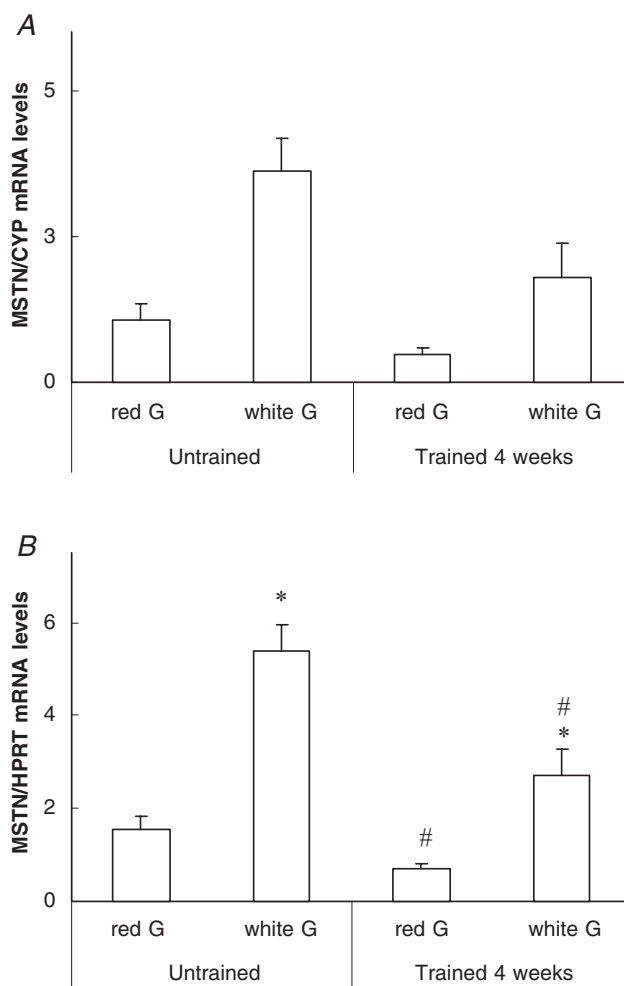 A
MSTN/CYP mRNA levels
5
3
0
red G white G red G white G
Untrained Trained 4 weeks
B
MSTN/HPRT mRNA levels
6
4
2
0
*
#
#
*
red G white G red G white G
Untrained Trained 4 weeks